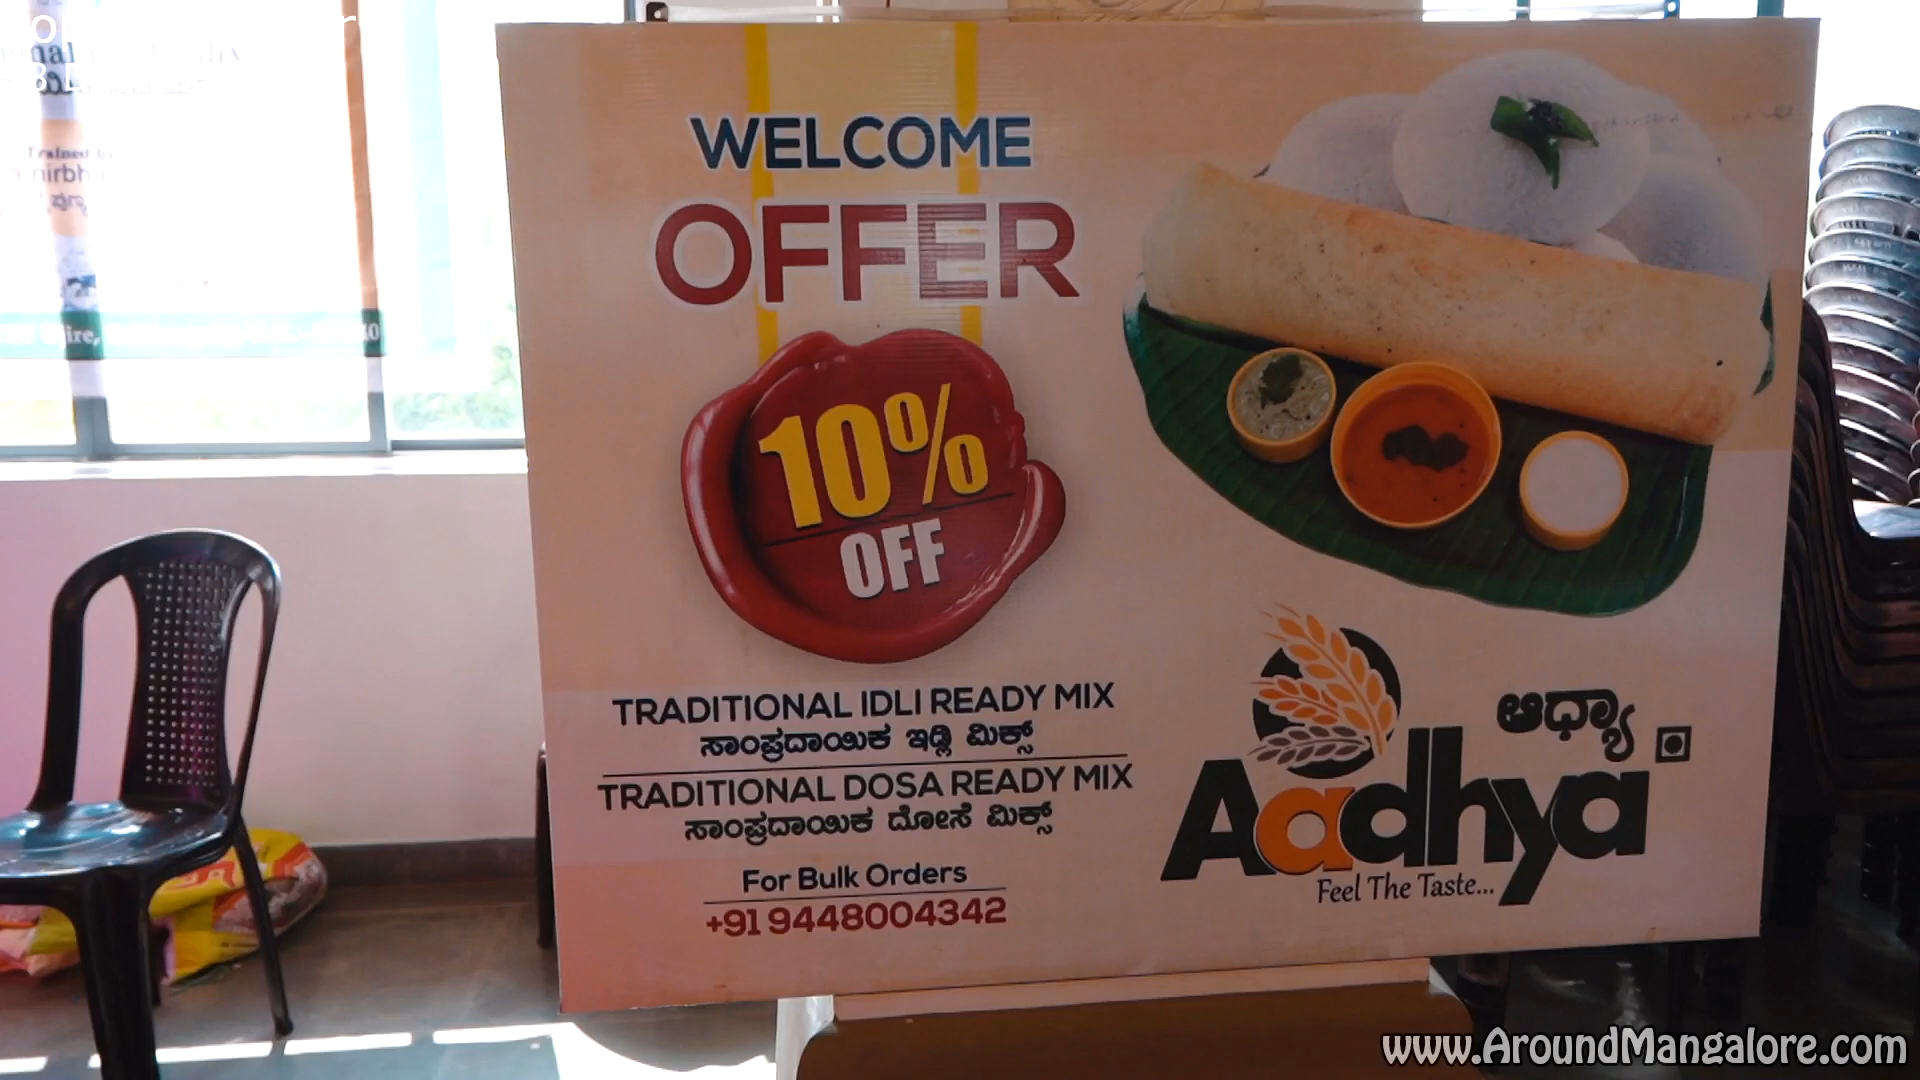 WELCOME
OFFER
10%
OFF
TRADITIONAL IDLI READY MIX
ಸಾಂಪ್ರದಾಯಿಕ ಇಡ್ಲಿ ಮಿಕ್ಸ್
TRADITIONAL DOSA READY MIX
ಸಾಂಪ್ರದಾಯಿಕ ದೋಸೆ ಮಿಕ್ಸ್
For Bulk Orders
+91 9448004342
ಆಧ್ಯಾ
Aadhya
Feel The Taste...
www.AroundMangalore.com